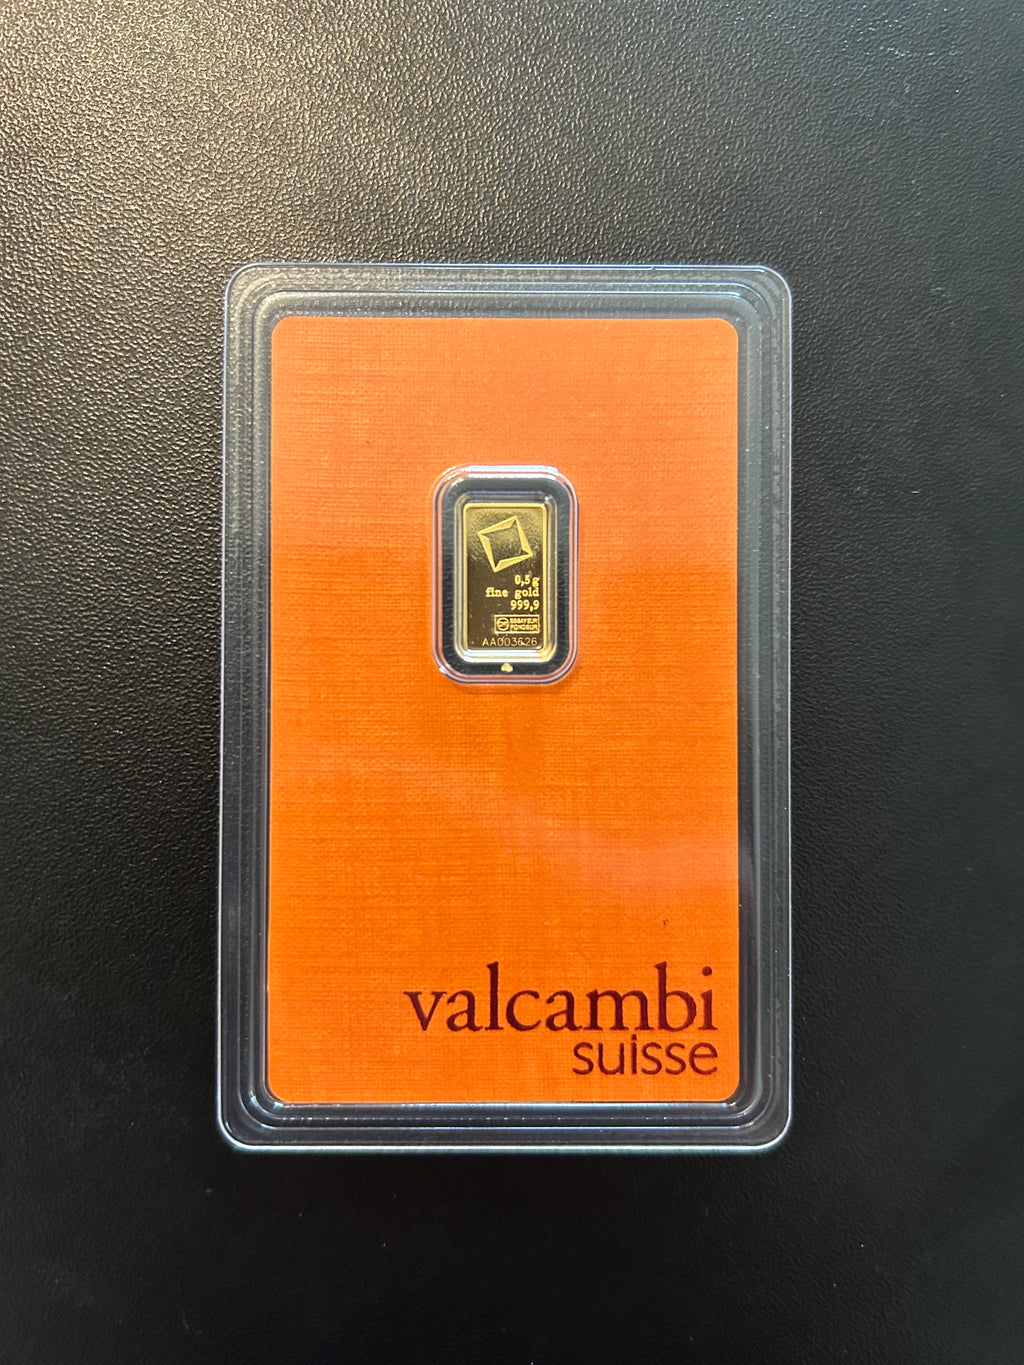 0,5 g
fine gold
999,9
ESSAYEUR
FONDEUR
AA003626
valcambi
suisse